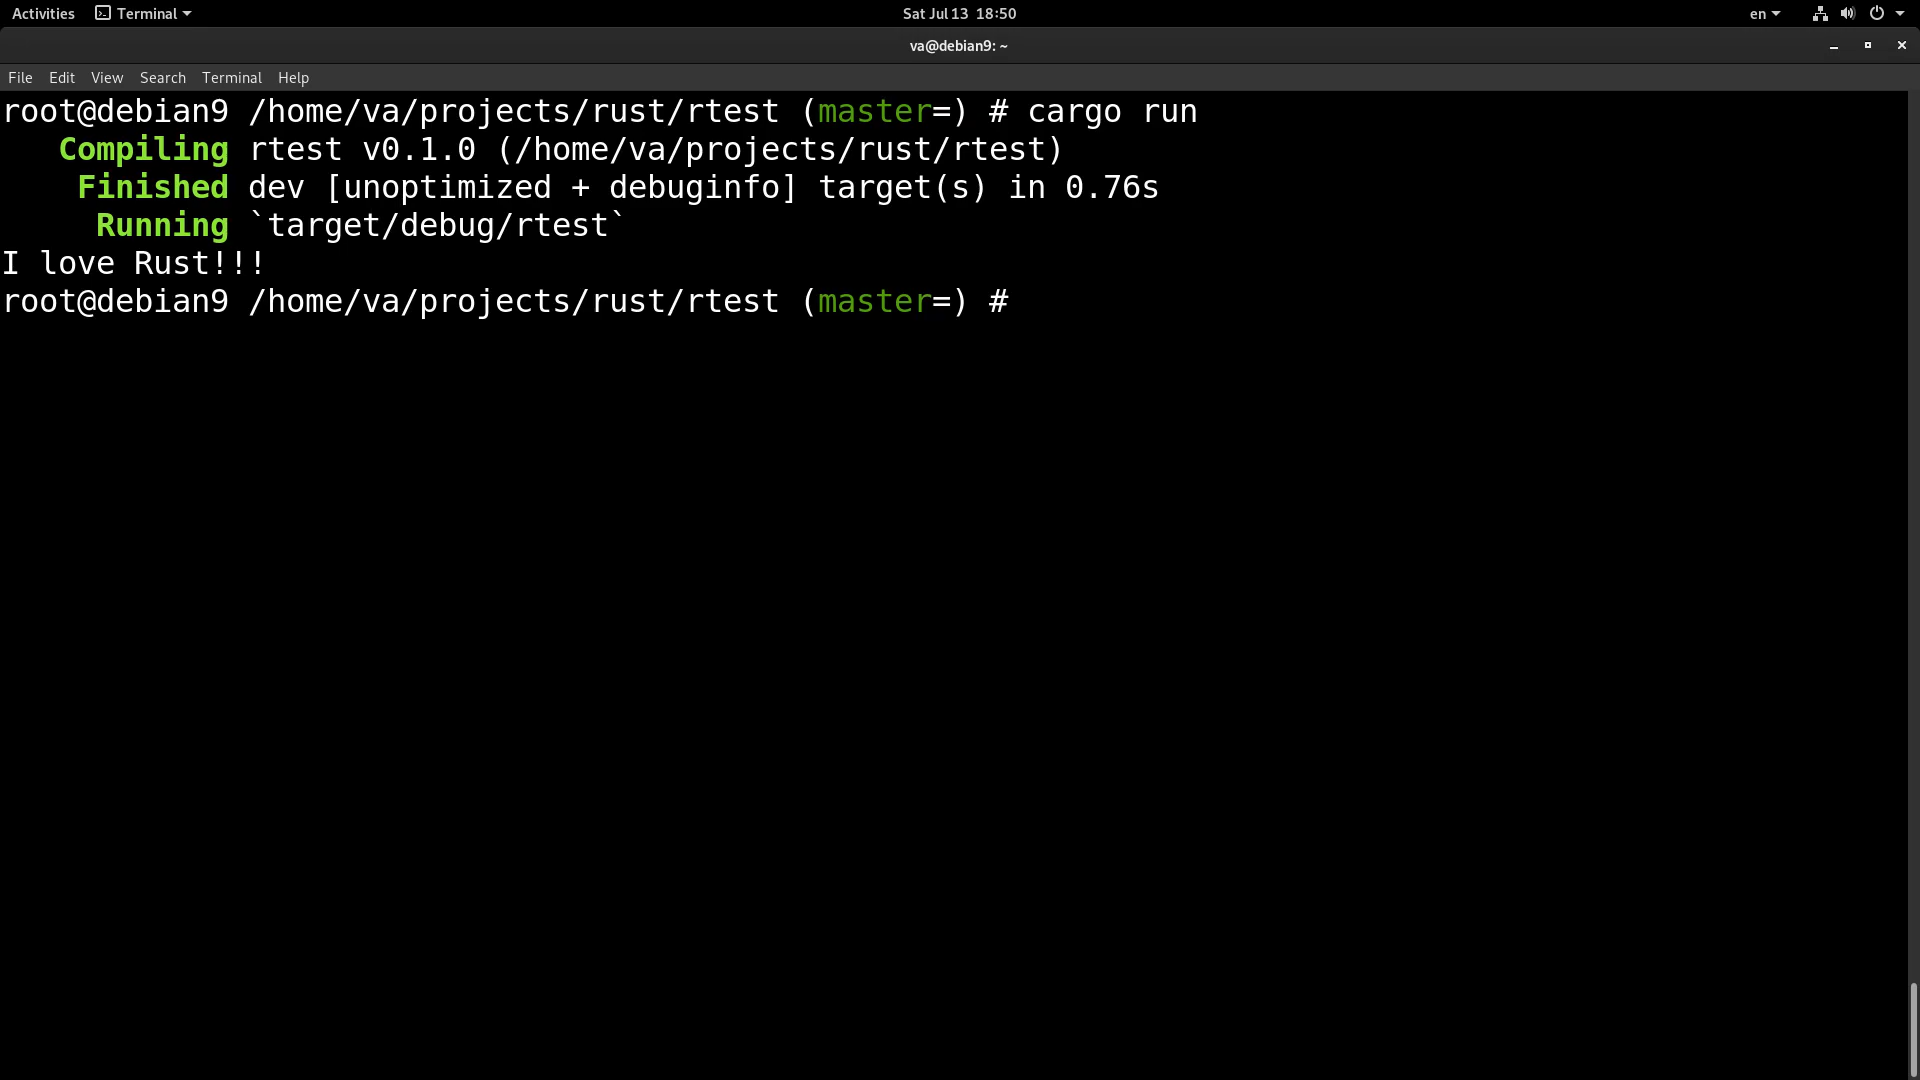 Activities Terminal Sat Jul 13 18:50 en
va@debian9: ~
File Edit View Search Terminal Help
root@debian9 /home/va/projects/rust/rtest (master=) # cargo run
Compiling rtest v0.1.0 (/home/va/projects/rust/rtest)
Finished dev [unoptimized + debuginfo] target(s) in 0.76s
Running `target/debug/rtest`
I love Rust!!!
root@debian9 /home/va/projects/rust/rtest (master=) #